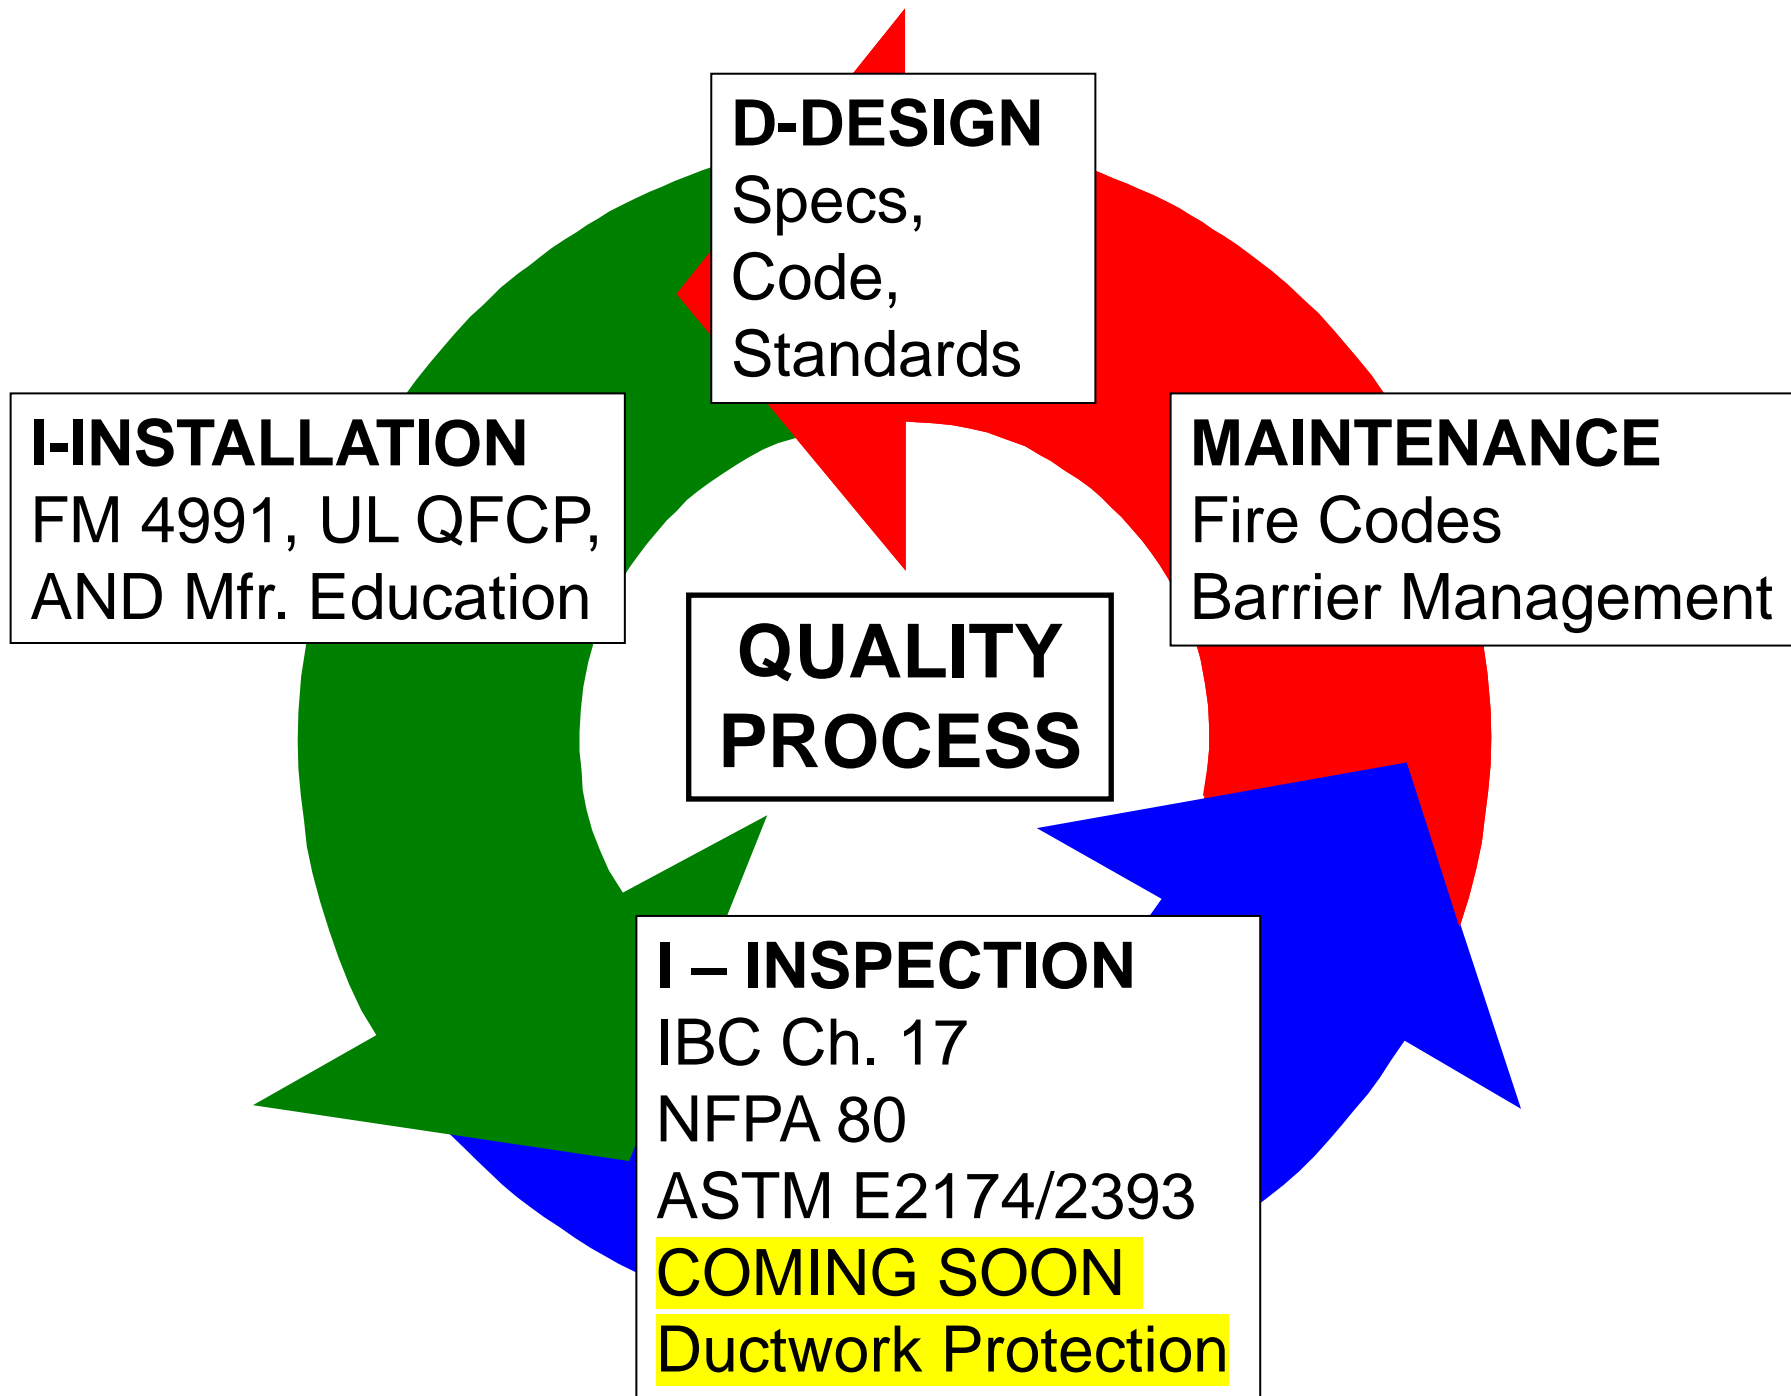 D-DESIGN
Specs,
Code,
Standards
I-INSTALLATION
FM 4991, UL QFCP,
AND Mfr. Education
MAINTENANCE
Fire Codes
Barrier Management
QUALITY
PROCESS
I – INSPECTION
IBC Ch. 17
NFPA 80
ASTM E2174/2393
COMING SOON
Ductwork Protection